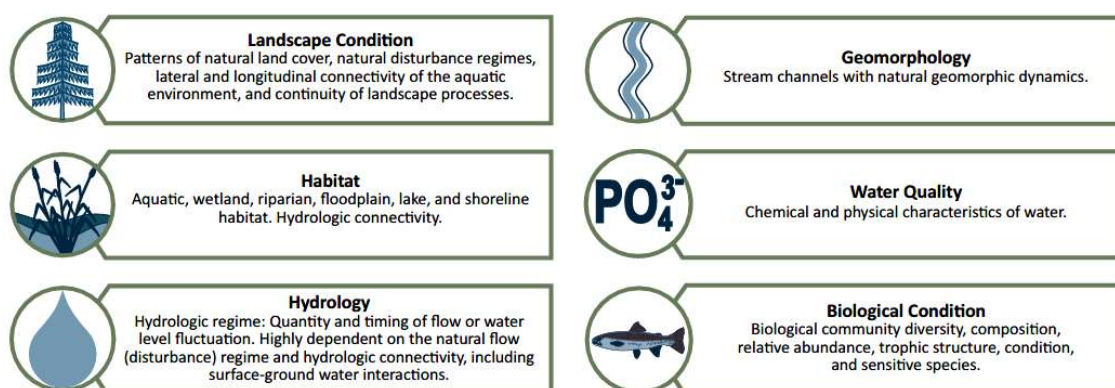 Landscape Condition
Patterns of natural land cover, natural disturbance regimes,
lateral and longitudinal connectivity of the aquatic
environment, and continuity of landscape processes.
Geomorphology
Stream channels with natural geomorphic dynamics.
Habitat
Aquatic, wetland, riparian, floodplain, lake, and shoreline
habitat. Hydrologic connectivity.
PO₄³⁻
Water Quality
Chemical and physical characteristics of water.
Hydrology
Hydrologic regime: Quantity and timing of flow or water
level fluctuation. Highly dependent on the natural flow
(disturbance) regime and hydrologic connectivity, including
surface-ground water interactions.
Biological Condition
Biological community diversity, composition,
relative abundance, trophic structure, condition,
and sensitive species.